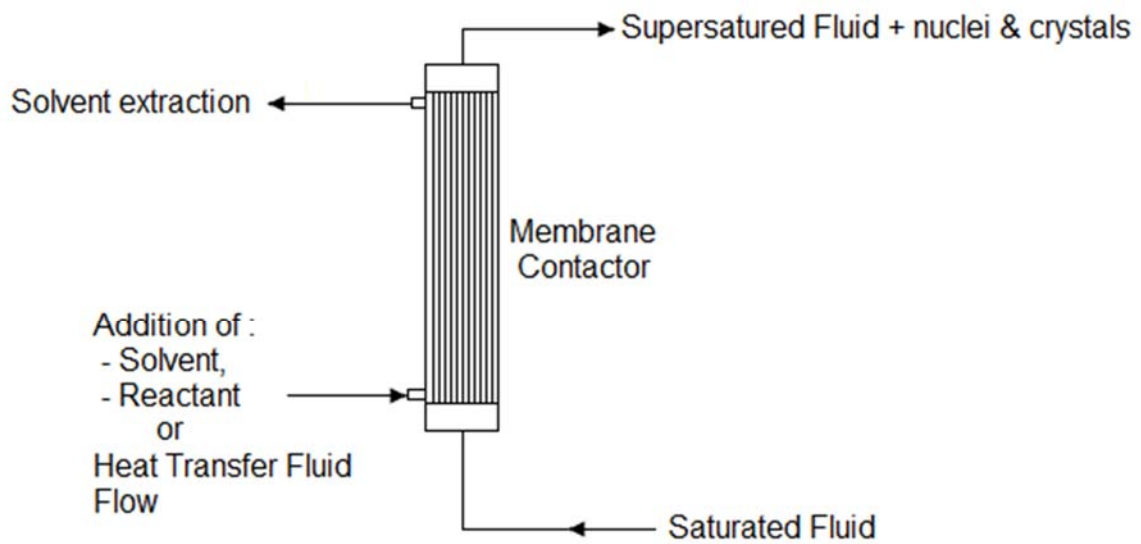 Supersatured Fluid + nuclei & crystals
Solvent extraction
Membrane
Contactor
Addition of :
- Solvent,
- Reactant
or
Heat Transfer Fluid
Flow
Saturated Fluid